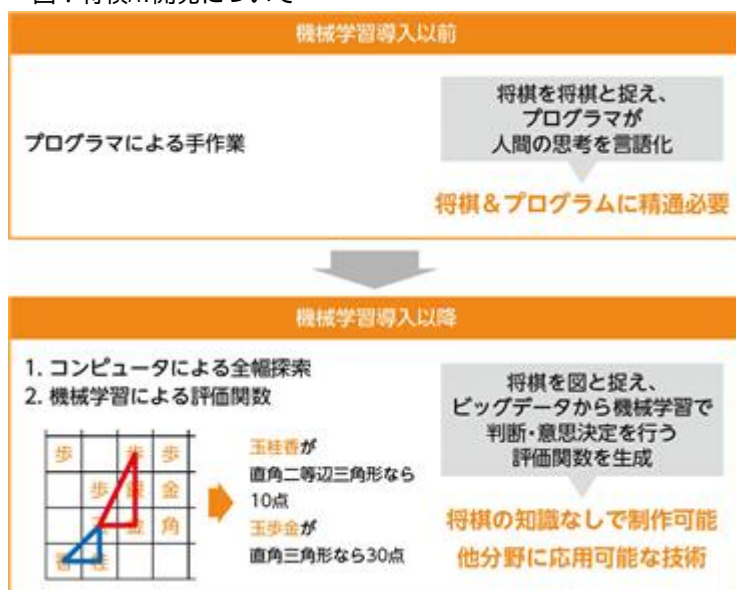 機械学習導入以前
プログラマによる手作業
将棋を将棋と捉え、
プログラマが
人間の思考を言語化
将棋&プログラムに精通必要
機械学習導入以降
1. コンピュータによる全幅探索
2. 機械学習による評価関数
歩 歩 歩
歩 銀 金
玉 金 角
香 桂
玉桂香が
直角二等辺三角形なら
10点
玉歩金が
直角三角形なら30点
将棋を図と捉え、
ビッグデータから機械学習で
判断・意思決定を行う
評価関数を生成
将棋の知識なしで制作可能
他分野に応用可能な技術